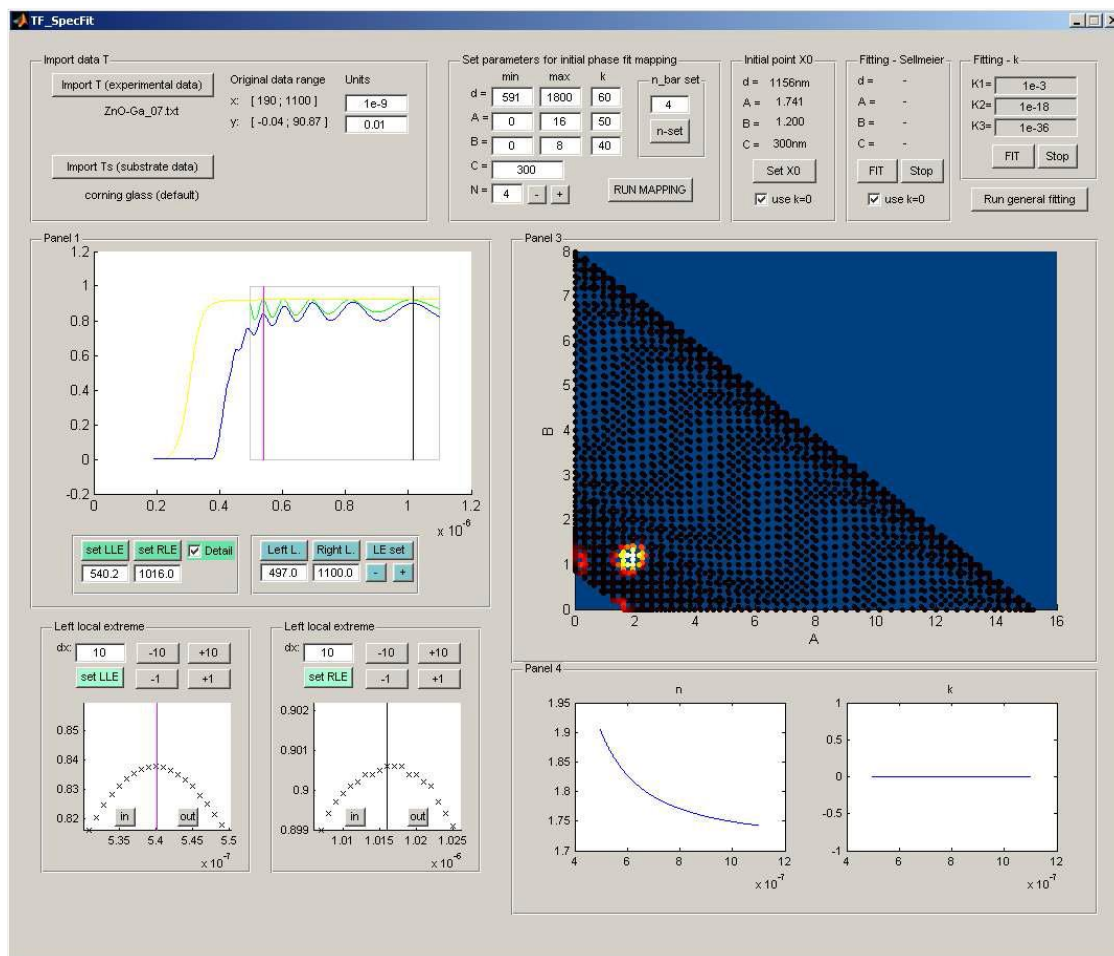 TF_SpecFit
Import data T
Import T (experimental data)
ZnO-Ga_07.txt
Import Ts (substrate data)
corning glass (default)
Original data range
Units
x: [ 190 ; 1100 ]
1e-9
y: [ -0.04 ; 90.87 ]
0.01
Set parameters for initial phase fit mapping
min max k
d = 591 1800 60
A = 0 16 50
B = 0 8 40
C = 300
N = 4 - +
n_bar set
4
n-set
RUN MAPPING
Initial point X0
d = 1156nm
A = 1.741
B = 1.200
C = 300nm
Set X0
use k=0
Fitting - Sellmeier
d = -
A = -
B = -
C = -
FIT Stop
use k=0
Fitting - k
K1= 1e-3
K2= 1e-18
K3= 1e-36
FIT Stop
Run general fitting
Panel 1
1.2
1
0.8
0.6
0.4
0.2
0
-0.2
0 0.2 0.4 0.6 0.8 1 1.2
x 10⁻⁶
set LLE set RLE Detail
540.2 1016.0
Left L. Right L. LE set
497.0 1100.0 - +
Panel 3
8
7
6
5
4
3
2
1
0
B
0 2 4 6 8 10 12 14 16
A
Left local extreme
dx: 10 -10 +10
set LLE -1 +1
0.85
0.84
0.83
0.82
in out
5.35 5.4 5.45 5.5
x 10⁻⁷
Left local extreme
dx: 10 -10 +10
set RLE -1 +1
0.902
0.901
0.9
0.899
in out
1.01 1.016 1.02 1.025
x 10⁻⁶
Panel 4
n
1.95
1.9
1.85
1.8
1.75
1.7
4 6 8 10 12
x 10⁻⁷
k
1
0.5
0
-0.5
-1
4 6 8 10 12
x 10⁻⁷